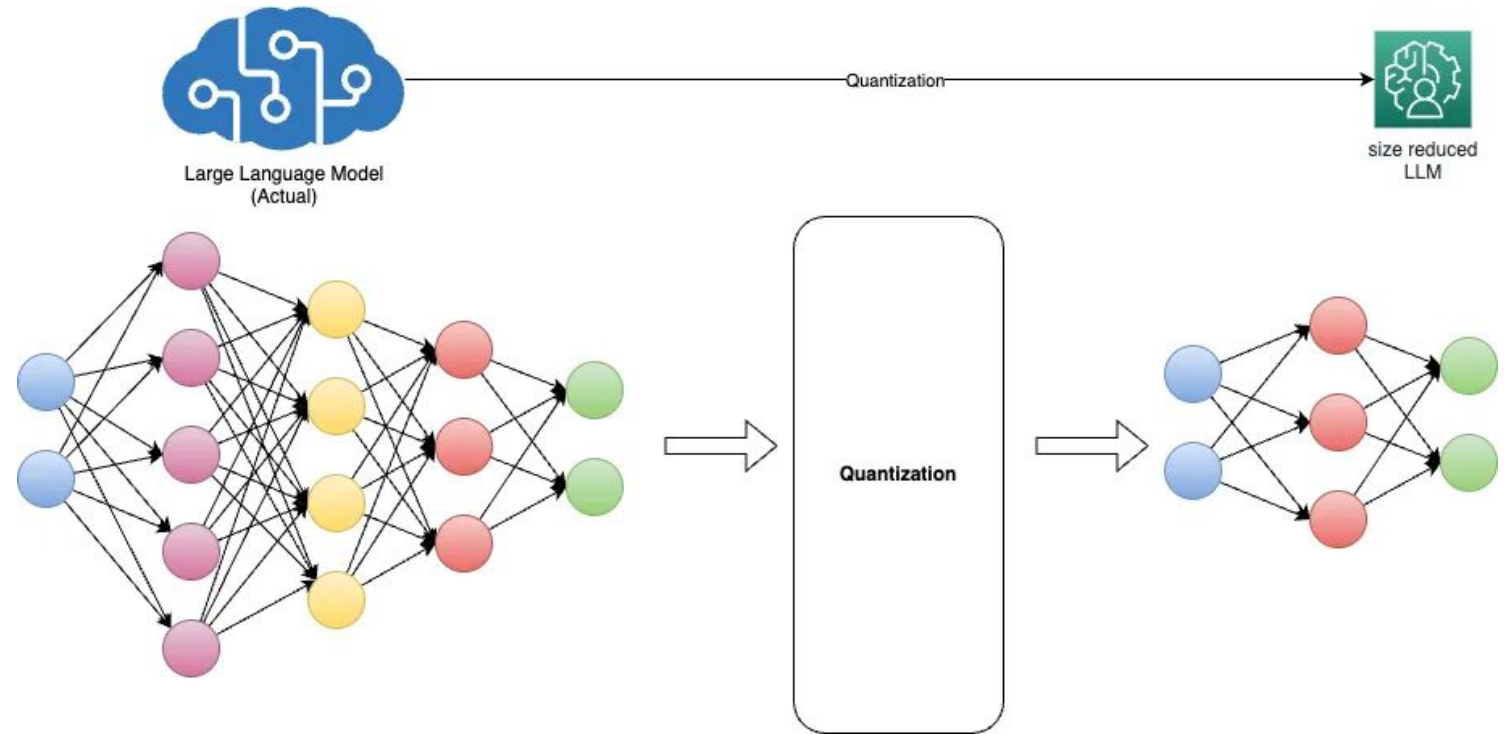 Quantization
Large Language Model
(Actual)
size reduced
LLM
Quantization